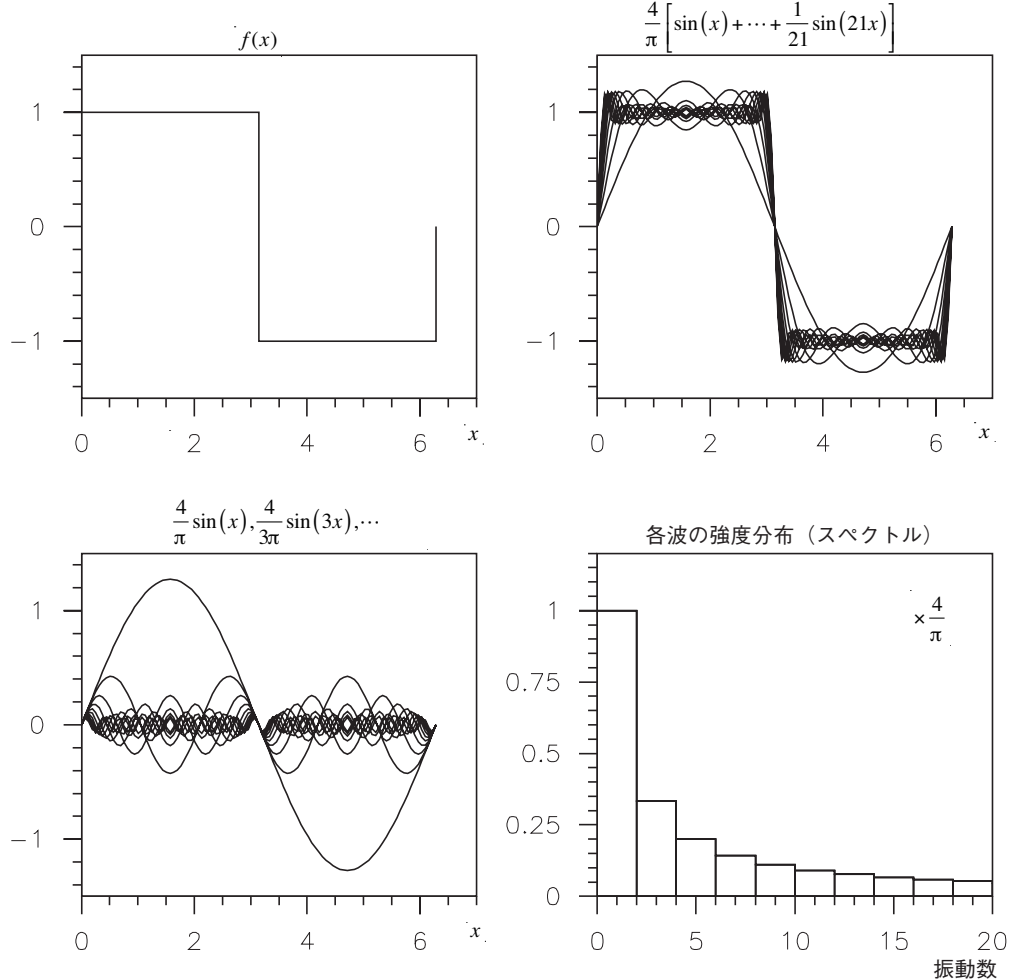 f(x)
1
0
−1
0 2 4 6 x
4/π [sin(x)+⋯+1/21 sin(21x)]
1
0
−1
0 2 4 6 x
4/π sin(x), 4/3π sin(3x),⋯
1
0
−1
0 2 4 6 x
各波の強度分布（スペクトル）
×4/π
1
0.75
0.5
0.25
0
0 5 10 15 20
振動数